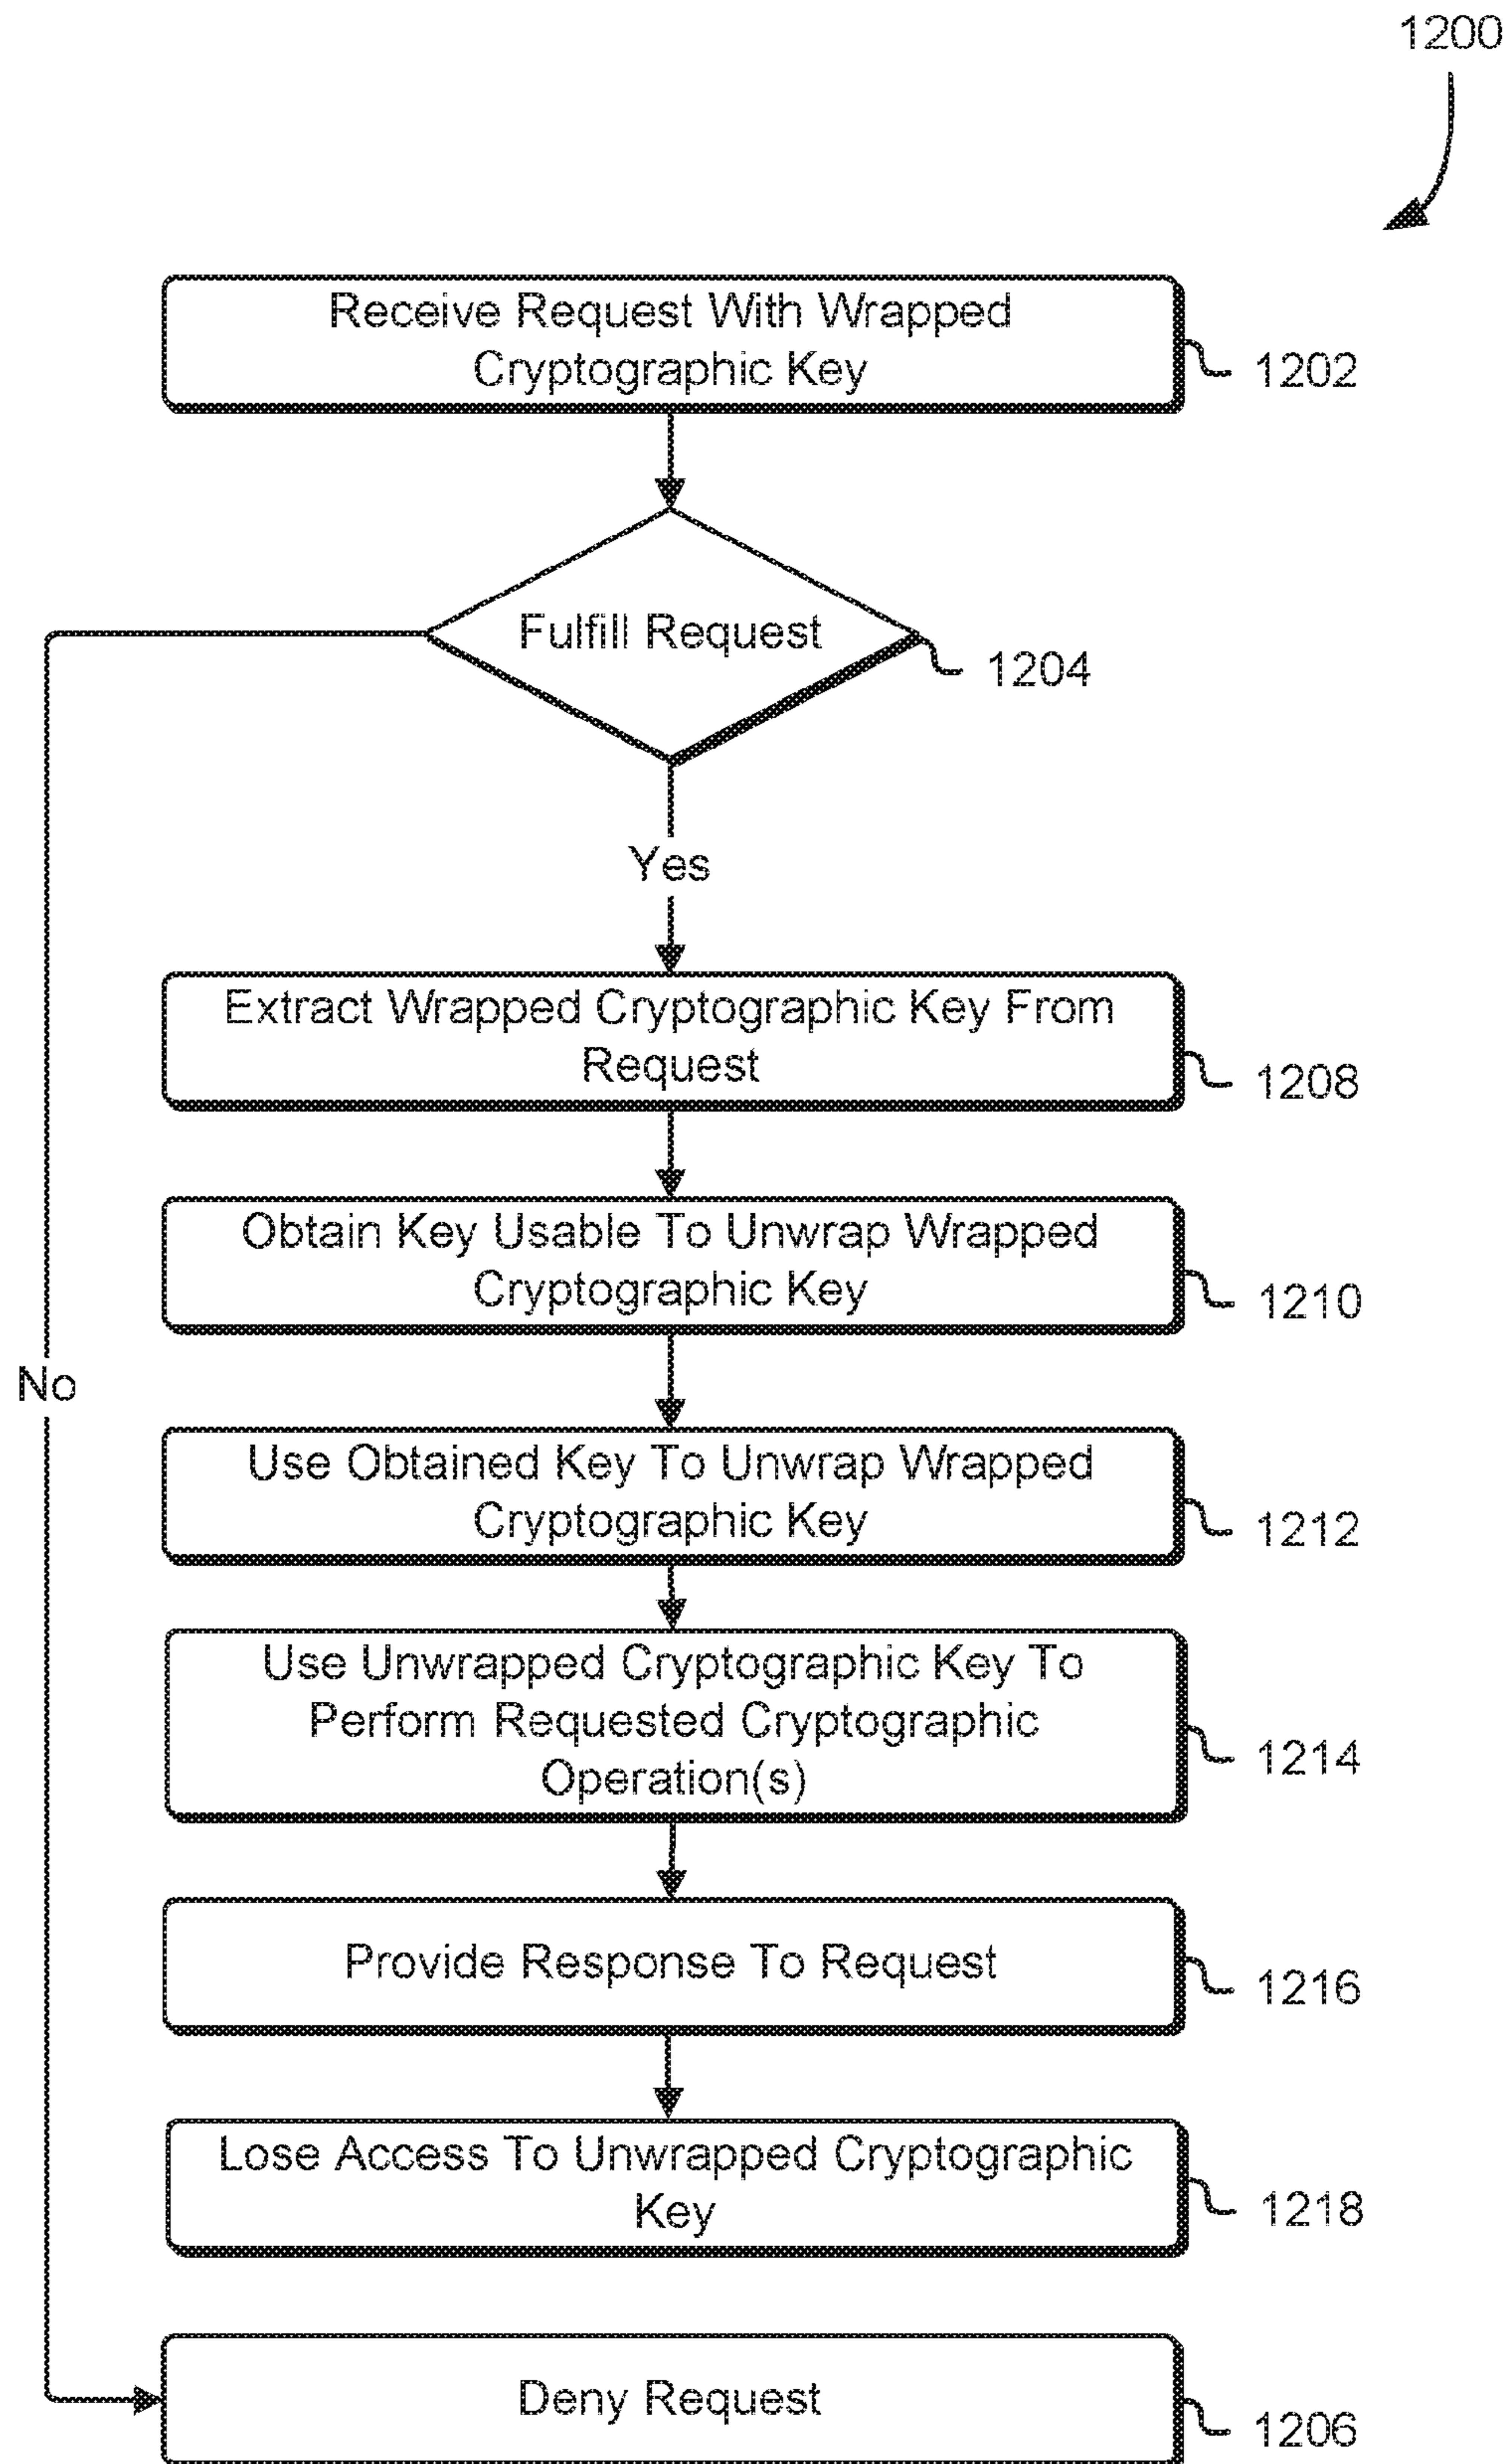 1200
Receive Request With Wrapped
Cryptographic Key
1202
Fulfill Request
1204
Yes
Extract Wrapped Cryptographic Key From
Request
1208
Obtain Key Usable To Unwrap Wrapped
Cryptographic Key
1210
No
Use Obtained Key To Unwrap Wrapped
Cryptographic Key
1212
Use Unwrapped Cryptographic Key To
Perform Requested Cryptographic
Operation(s)
1214
Provide Response To Request
1216
Lose Access To Unwrapped Cryptographic
Key
1218
Deny Request
1206